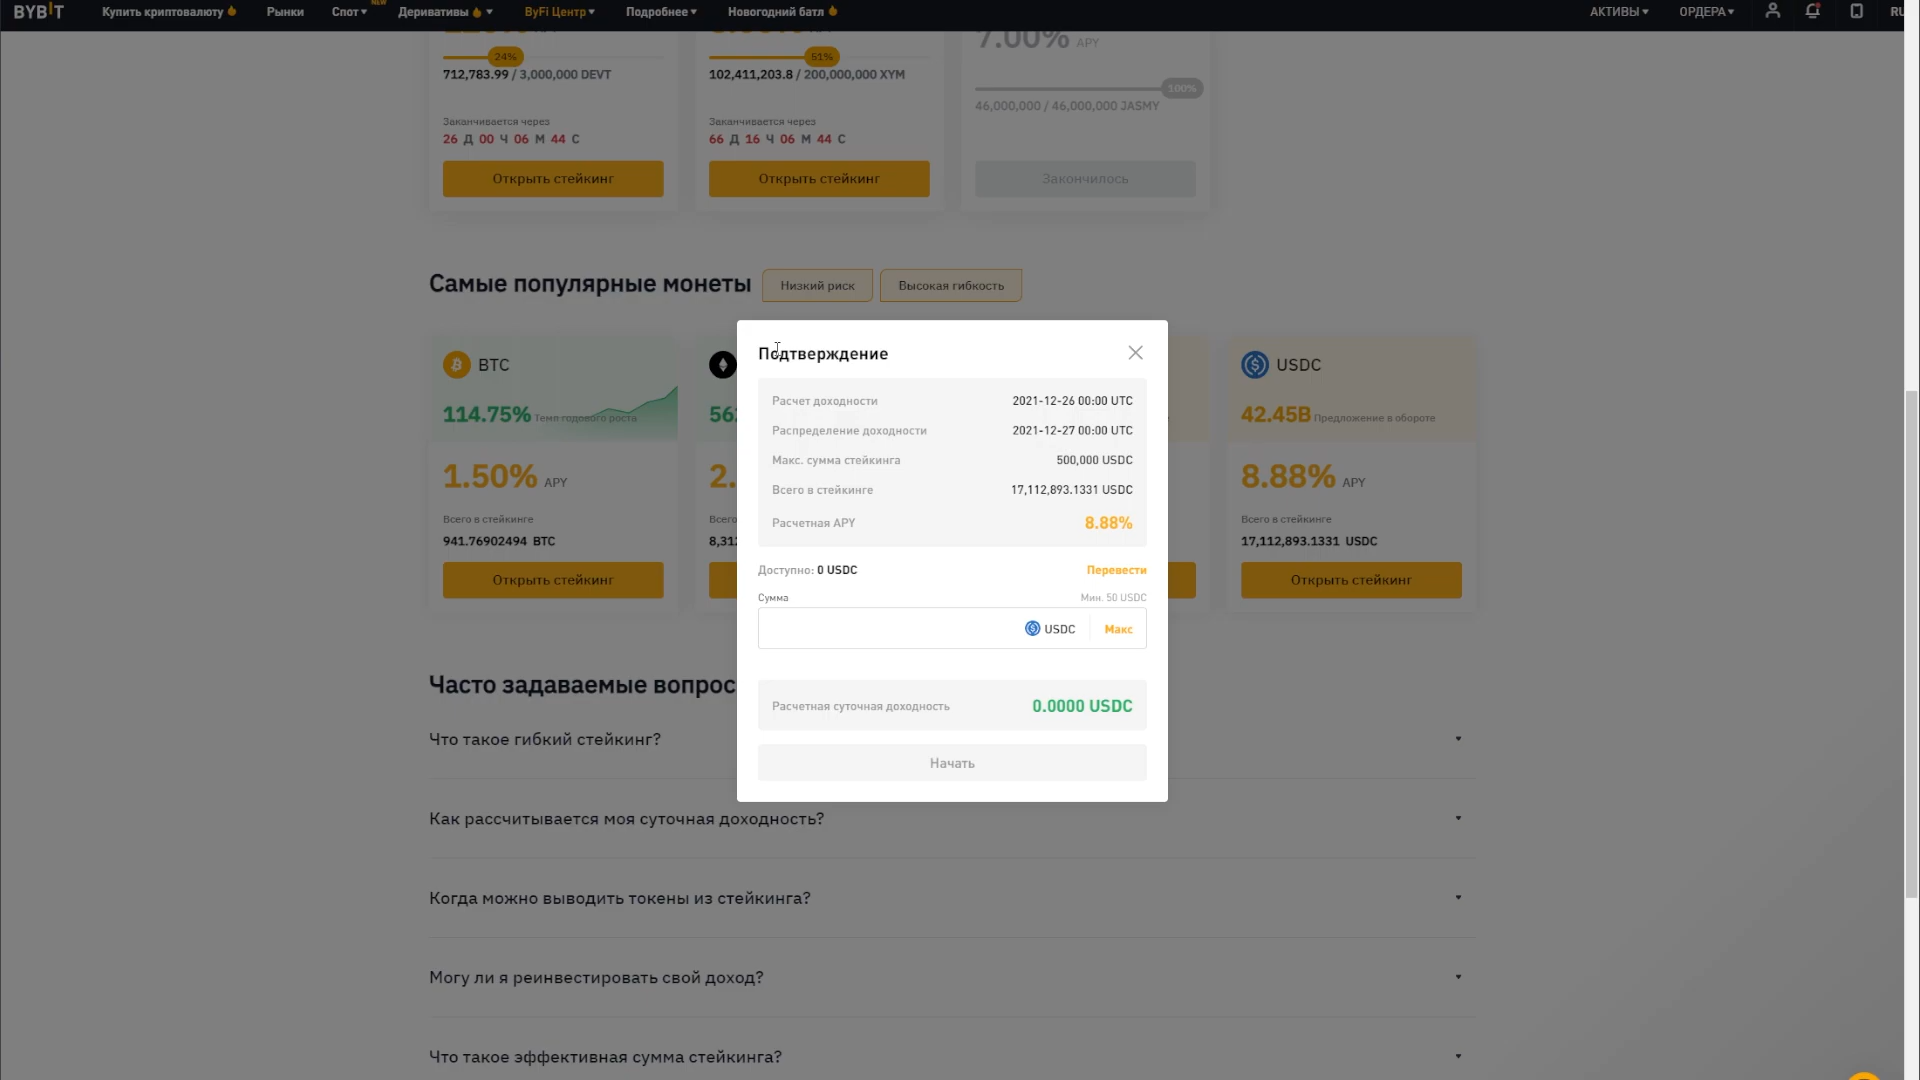 BYBIT Купить криптовалюту Рынки Спот NEW Деривативы ByFi Центр Подробнее Новогодний батл АКТИВЫ ОРДЕРА RU
7.00% APY
24% 51% 100%
712,783.99 / 3,000,000 DEVT 102,411,203.8 / 200,000,000 XYM 46,000,000 / 46,000,000 JASMY
Заканчивается через Заканчивается через
26 Д 00 Ч 06 М 44 С 66 Д 16 Ч 06 М 44 С
Открыть стейкинг Открыть стейкинг Закончилось
Самые популярные монеты Низкий риск Высокая гибкость
BTC
114.75% Темп годового роста
1.50% APY
Всего в стейкинге
941.76902494 BTC
Открыть стейкинг
Подтверждение
Расчет доходности 2021-12-26 00:00 UTC
Распределение доходности 2021-12-27 00:00 UTC
Макс. сумма стейкинга 500,000 USDC
Всего в стейкинге 17,112,893.1331 USDC
Расчетная APY 8.88%
Доступно: 0 USDC Перевести
Сумма Мин. 50 USDC
USDC Макс
Расчетная суточная доходность 0.0000 USDC
Начать
USDC
42.45B Предложение в обороте
8.88% APY
Всего в стейкинге
17,112,893.1331 USDC
Открыть стейкинг
Часто задаваемые вопрос
Что такое гибкий стейкинг?
Как рассчитывается моя суточная доходность?
Когда можно выводить токены из стейкинга?
Могу ли я реинвестировать свой доход?
Что такое эффективная сумма стейкинга?